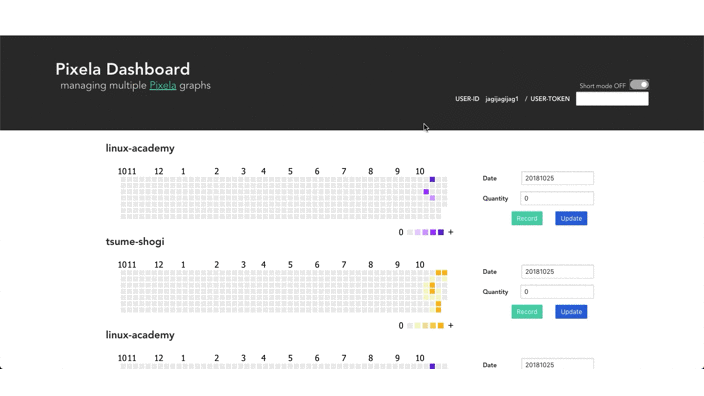 Pixela Dashboard
managing multiple Pixela graphs
Short mode OFF
USER-ID jagijagijag1 / USER-TOKEN
linux-academy
1011 12 1 2 3 4 5 6 7 8 9 10
Date 20181025
Quantity 0
Record Update
0 +
tsume-shogi
1011 12 1 2 3 4 5 6 7 8 9 10
Date 20181025
Quantity 0
Record Update
0 +
linux-academy
1011 12 1 2 3 4 5 6 7 8 9 10
Date 20181025